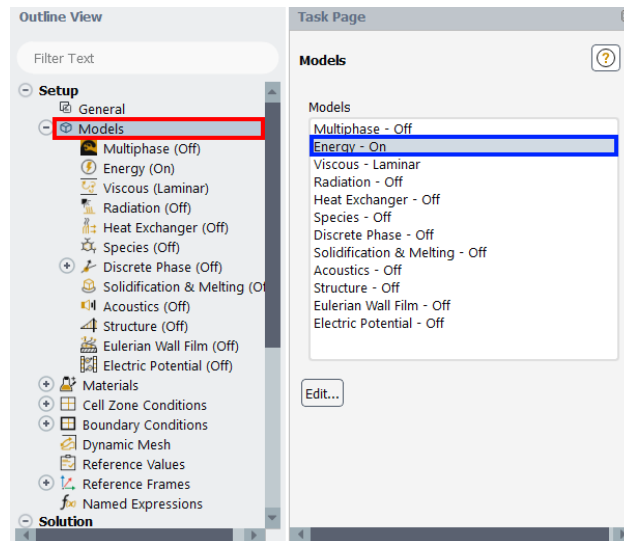 Outline View
Filter Text
Setup
General
Models
Multiphase (Off)
Energy (On)
Viscous (Laminar)
Radiation (Off)
Heat Exchanger (Off)
Species (Off)
Discrete Phase (Off)
Solidification & Melting (Of
Acoustics (Off)
Structure (Off)
Eulerian Wall Film (Off)
Electric Potential (Off)
Materials
Cell Zone Conditions
Boundary Conditions
Dynamic Mesh
Reference Values
Reference Frames
Named Expressions
Solution
Task Page
Models
Models
Multiphase - Off
Energy - On
Viscous - Laminar
Radiation - Off
Heat Exchanger - Off
Species - Off
Discrete Phase - Off
Solidification & Melting - Off
Acoustics - Off
Structure - Off
Eulerian Wall Film - Off
Electric Potential - Off
Edit...